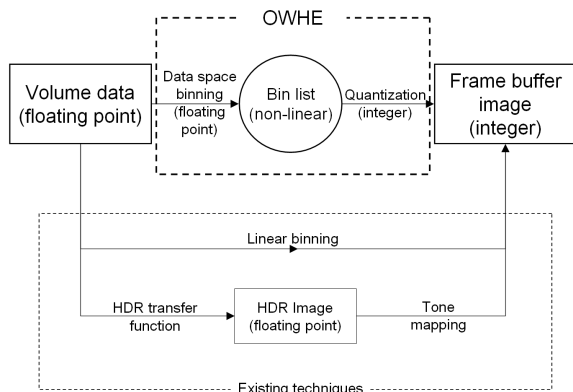 OWHE
Volume data
(floating point)
Data space
binning
(floating
point)
Bin list
(non-linear)
Quantization
(integer)
Frame buffer
image
(integer)
Linear binning
HDR transfer
function
HDR Image
(floating point)
Tone
mapping
Existing techniques